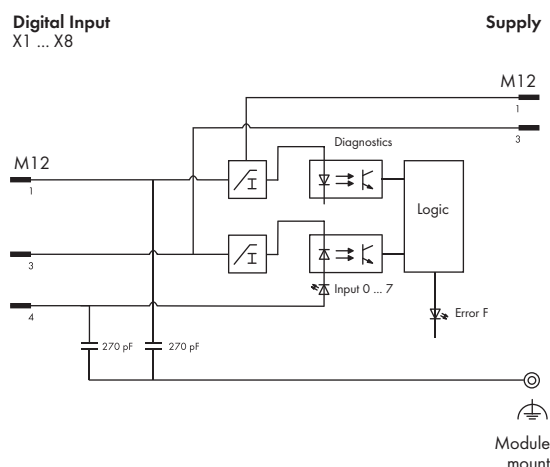 Digital Input
X1 ... X8
Supply
M12
1
3
Diagnostics
M12
1
I
Logic
3
I
Input 0 ... 7
4
Error F
270 pF
270 pF
Module
mount